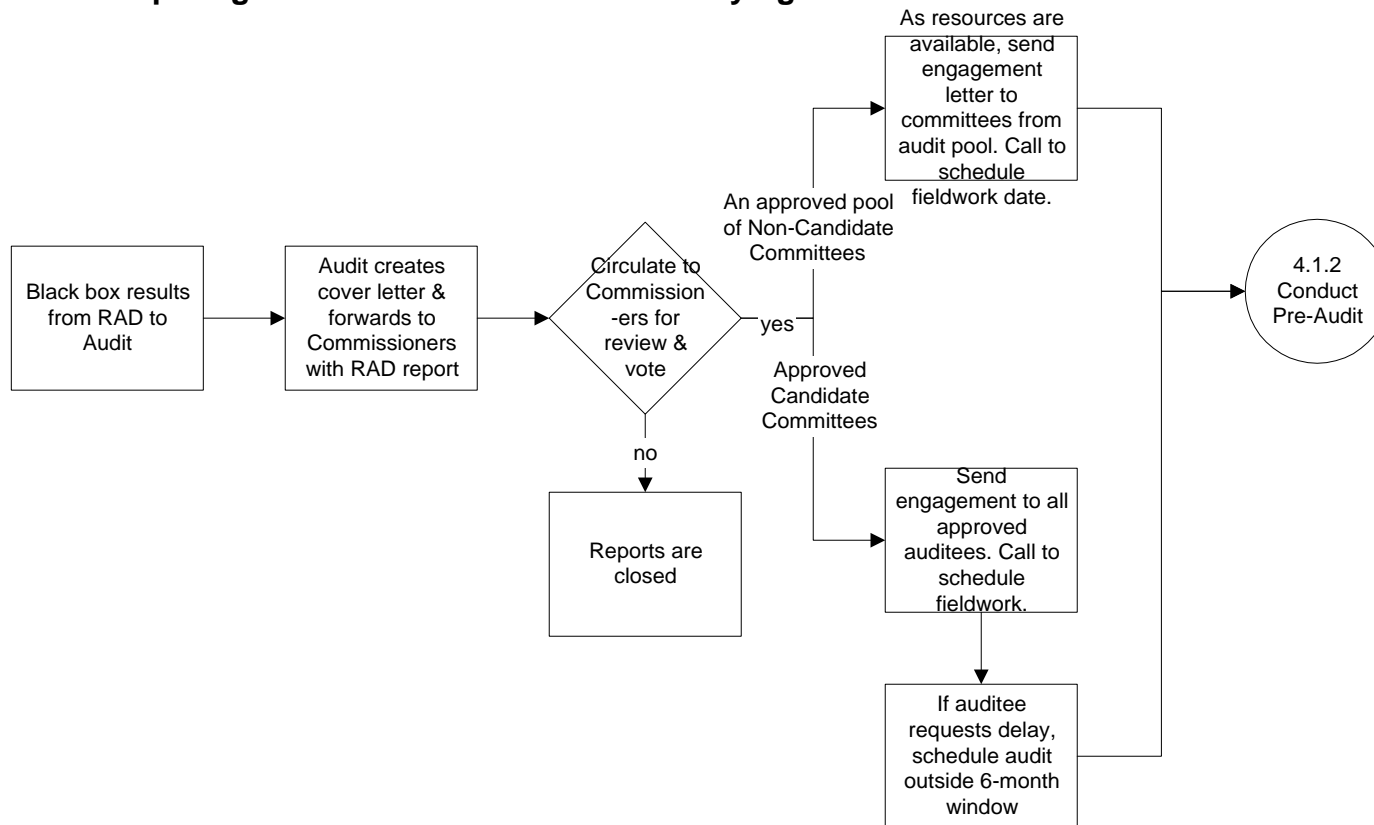 As resources are
available, send
engagement
letter to
committees from
audit pool. Call to
schedule
fieldwork date.
An approved pool
of Non-Candidate
Committees
Black box results
from RAD to
Audit
Audit creates
cover letter &
forwards to
Commissioners
with RAD report
Circulate to
Commission
-ers for
review &
vote
yes
4.1.2
Conduct
Pre-Audit
Approved
Candidate
Committees
no
Reports are
closed
Send
engagement to all
approved
auditees. Call to
schedule
fieldwork.
If auditee
requests delay,
schedule audit
outside 6-month
window